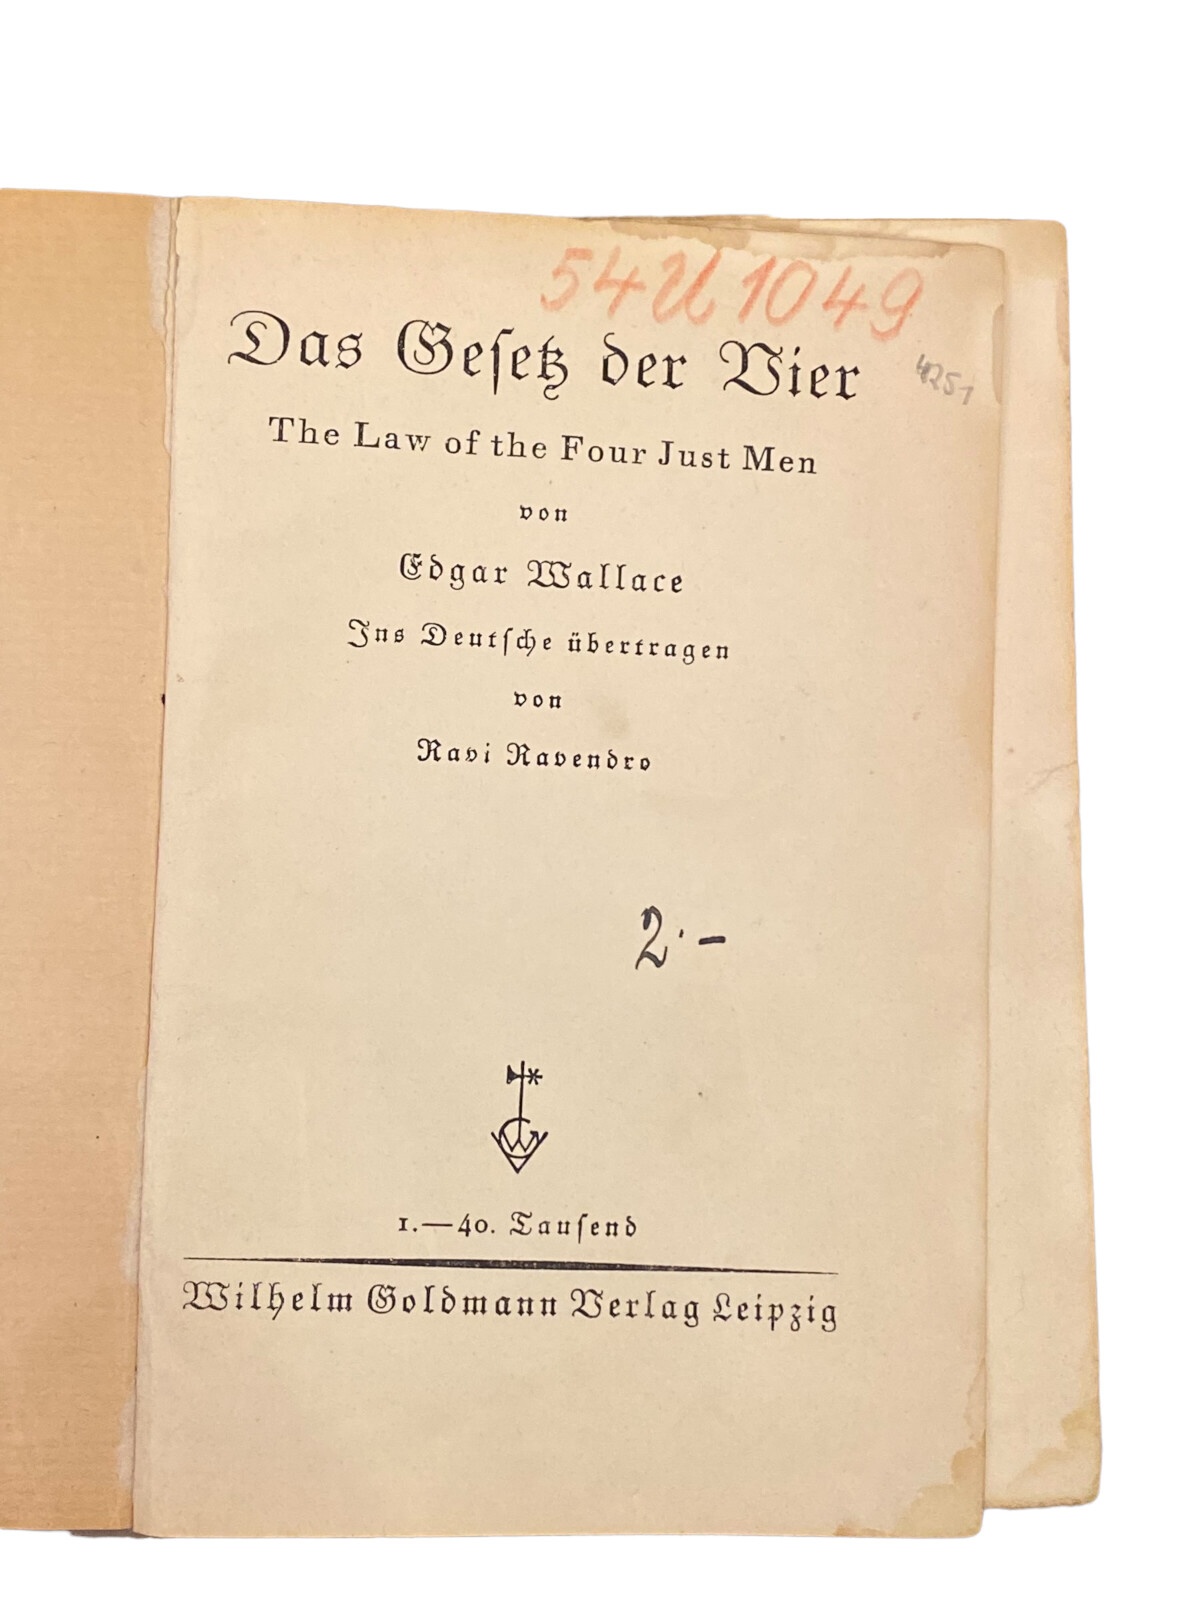 54U1049
Das Gesetz der Vier
4251
The Law of the Four Just Men
von
Edgar Wallace
Ins Deutsche übertragen
von
Ravi Ravendro
2.-
1.—40. Tausend
Wilhelm Goldmann Verlag Leipzig